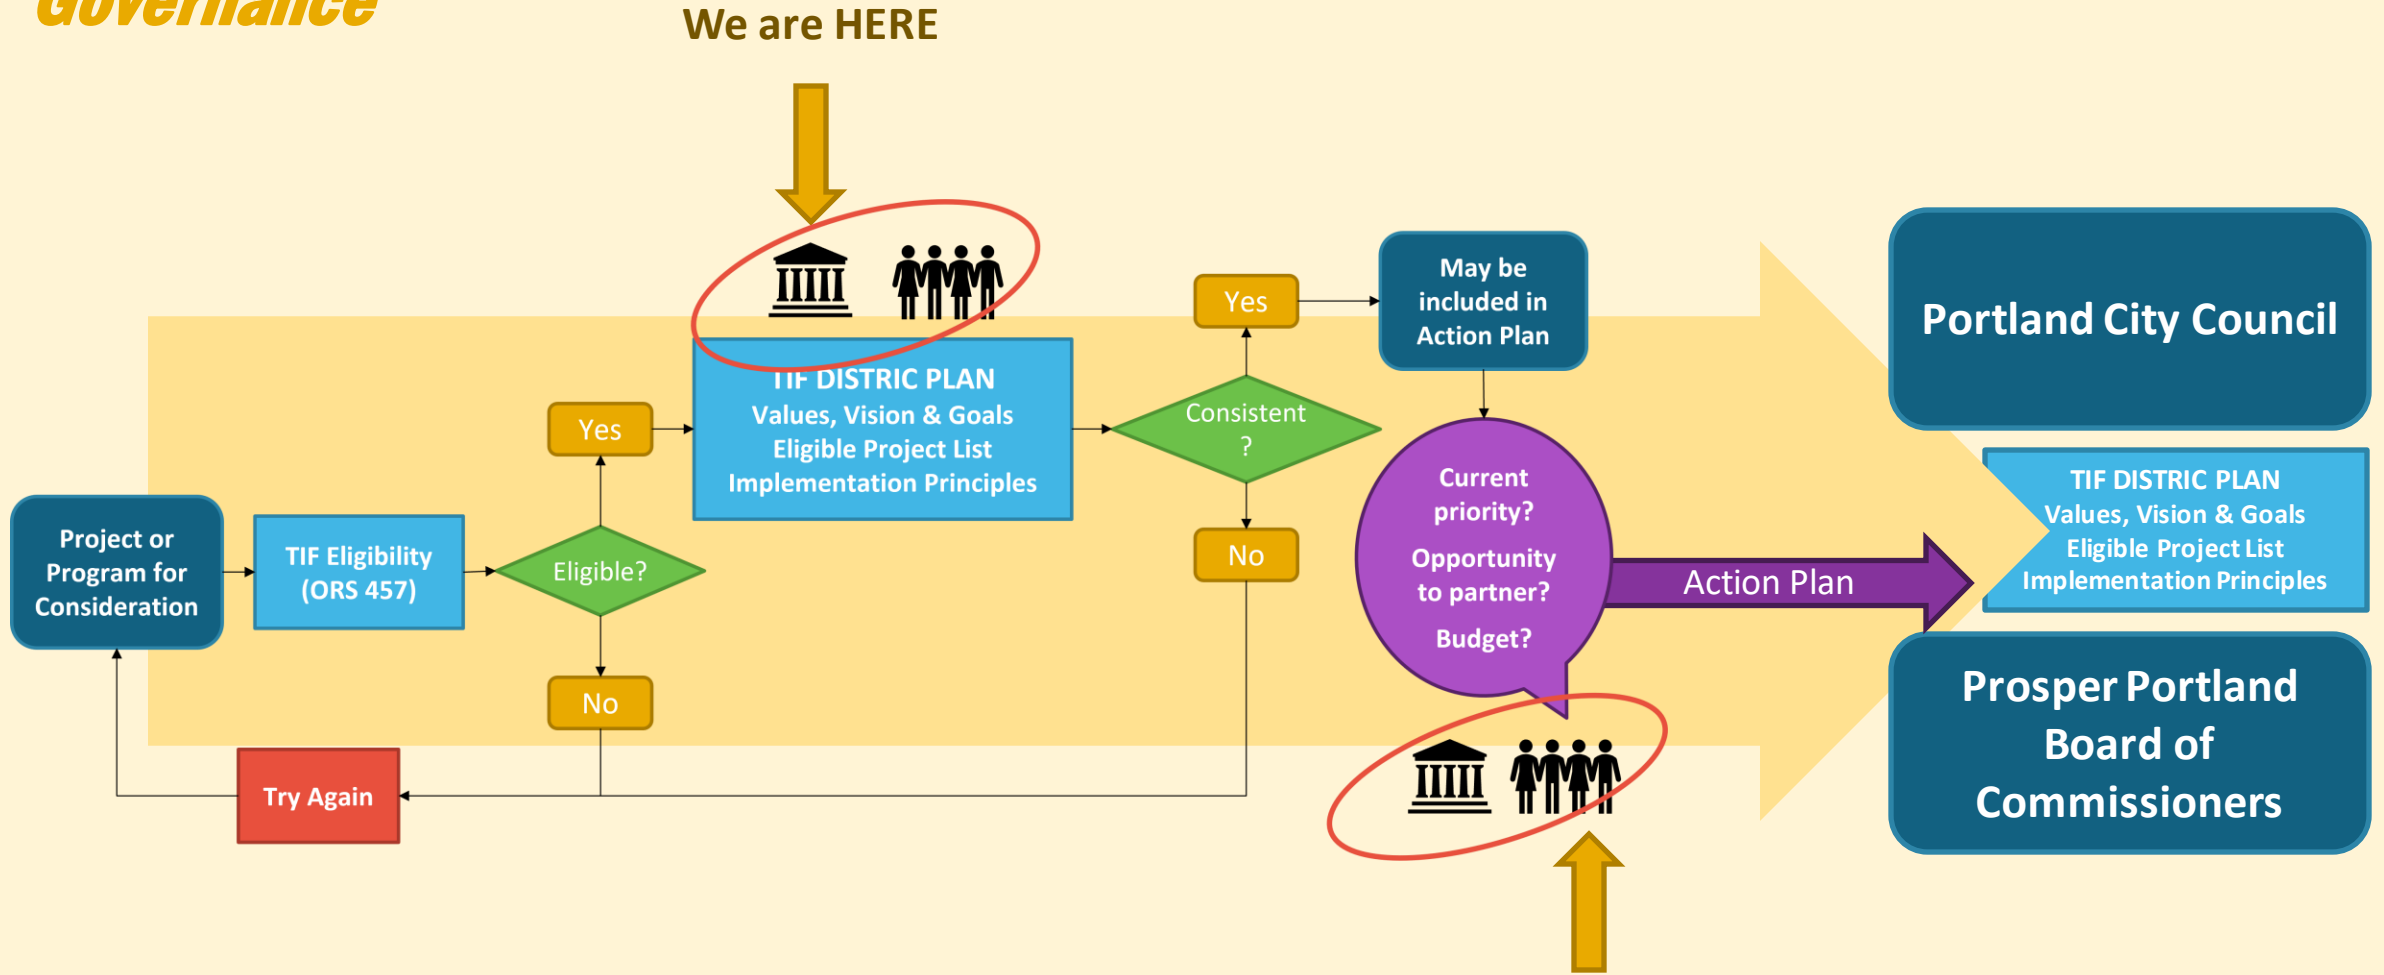 Governance
We are HERE
Project or
Program for
Consideration
TIF Eligibility
(ORS 457)
Eligible?
Yes
No
Try Again
TIF DISTRIC PLAN
Values, Vision & Goals
Eligible Project List
Implementation Principles
Consistent
?
Yes
No
May be
included in
Action Plan
Current
priority?
Opportunity
to partner?
Budget?
Action Plan
Portland City Council
TIF DISTRIC PLAN
Values, Vision & Goals
Eligible Project List
Implementation Principles
Prosper Portland
Board of
Commissioners